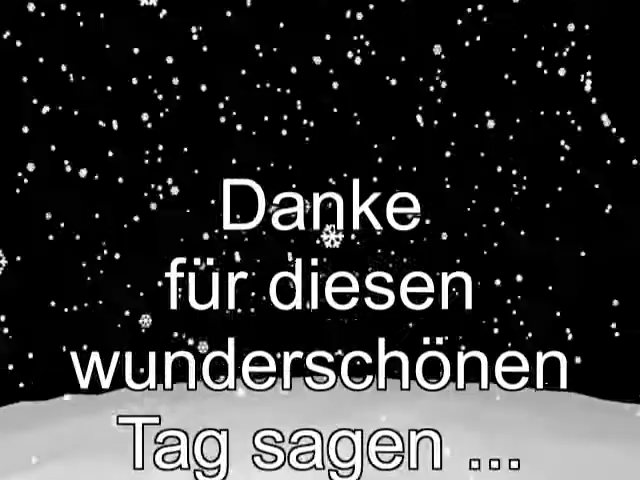 Danke
für diesen
wunderschönen
Tag sagen ...